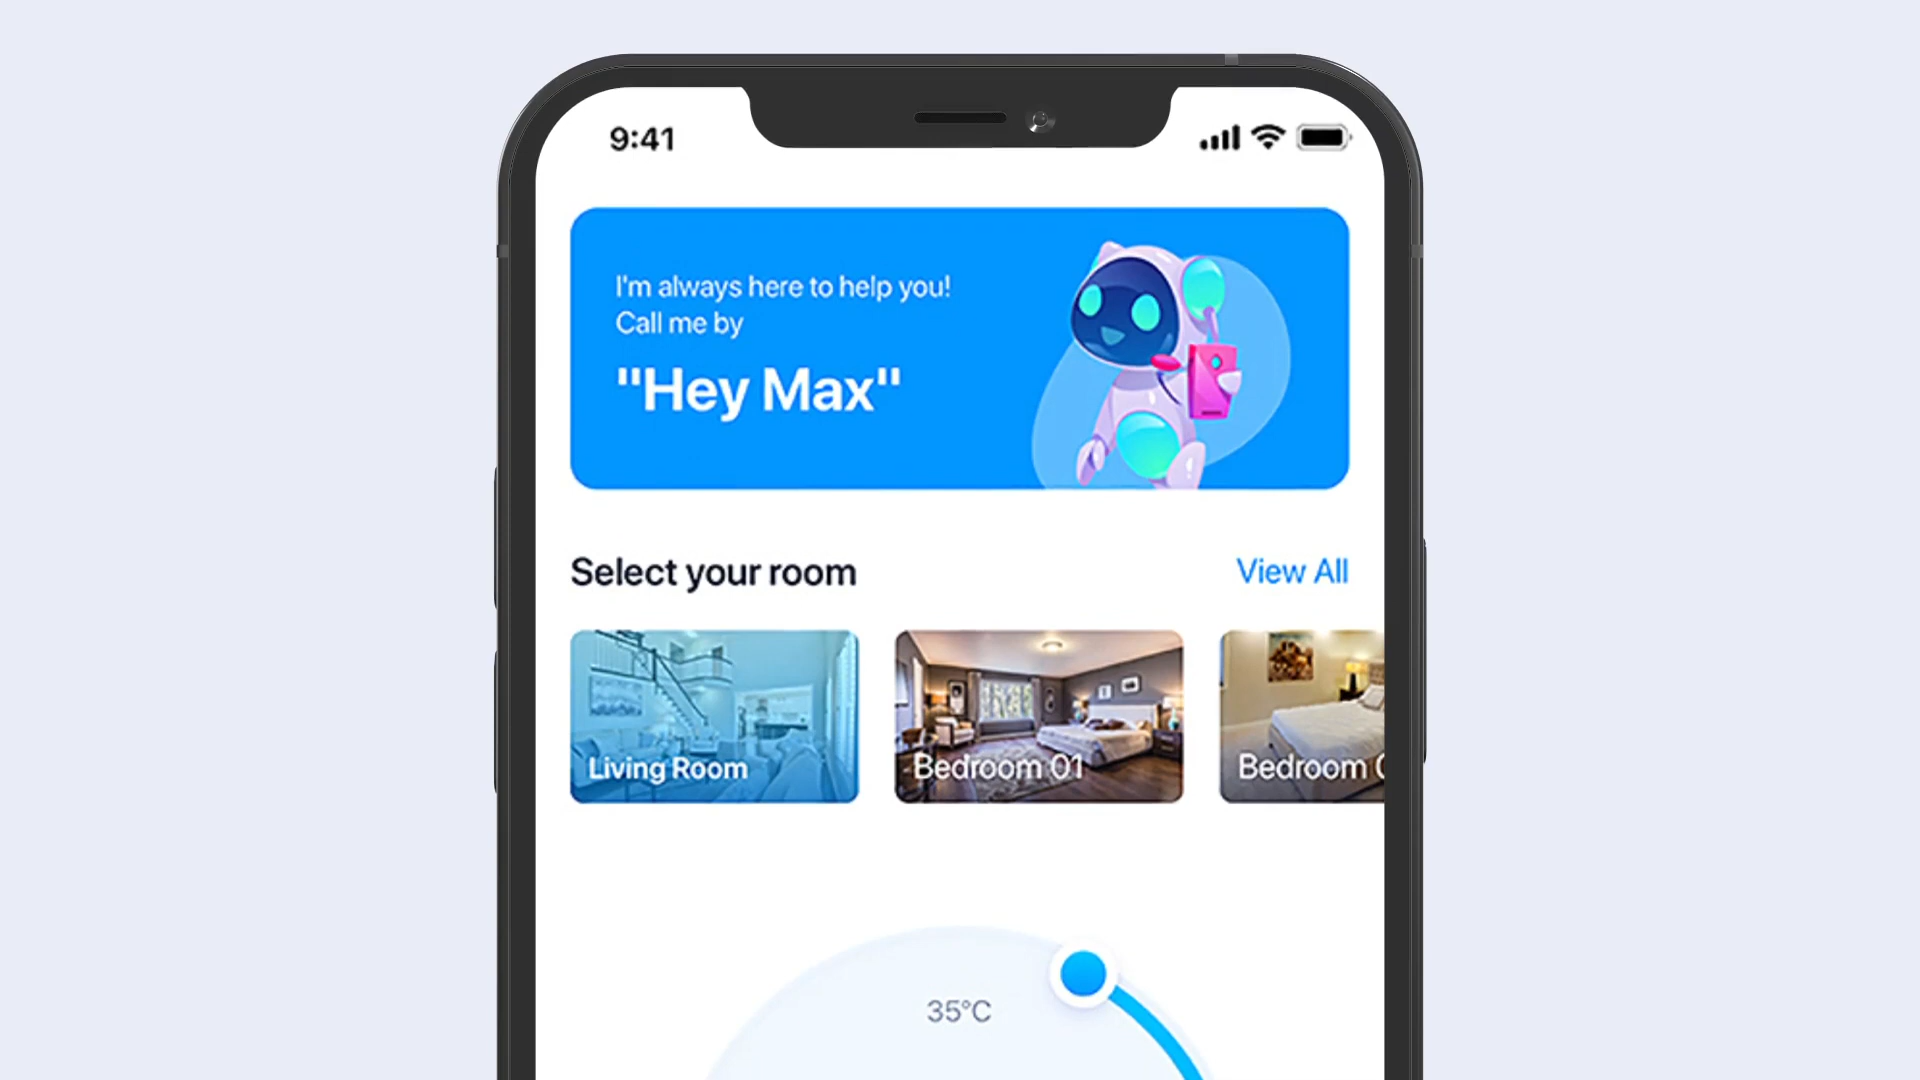 9:41
I'm always here to help you!
Call me by
"Hey Max"
Select your room
View All
Living Room
Bedroom 01
Bedroom
35°C